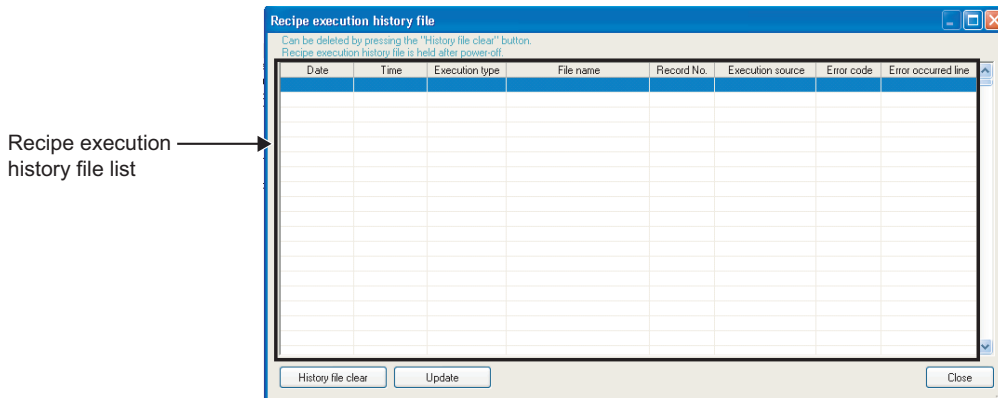 Recipe execution history file
Can be deleted by pressing the "History file clear" button.
Recipe execution history file is held after power-off.
Date Time Execution type File name Record No. Execution source Error code Error occurred line
Recipe execution
history file list
History file clear Update Close